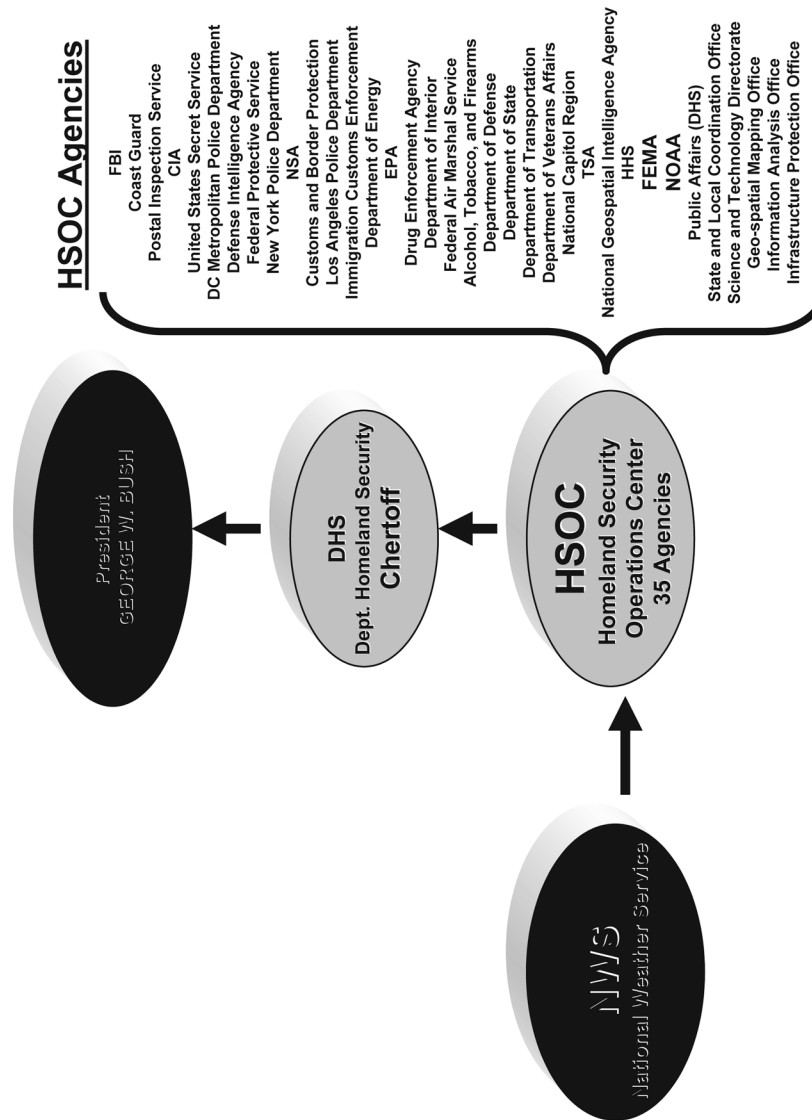 HSOC Agencies
FBI
Coast Guard
Postal Inspection Service
CIA
United States Secret Service
DC Metropolitan Police Department
Defense Intelligence Agency
Federal Protective Service
New York Police Department
NSA
Customs and Border Protection
Los Angeles Police Department
Immigration Customs Enforcement
Department of Energy
EPA
Drug Enforcement Agency
Department of Interior
Federal Air Marshal Service
Alcohol, Tobacco, and Firearms
Department of Defense
Department of State
Department of Transportation
Department of Veterans Affairs
National Capitol Region
TSA
National Geospatial Intelligence Agency
HHS
FEMA
NOAA
Public Affairs (DHS)
State and Local Coordination Office
Science and Technology Directorate
Geo-spatial Mapping Office
Information Analysis Office
Infrastructure Protection Office
President
GEORGE W. BUSH
DHS
Dept. Homeland Security
Chertoff
HSOC
Homeland Security
Operations Center
35 Agencies
NWS
National Weather Service